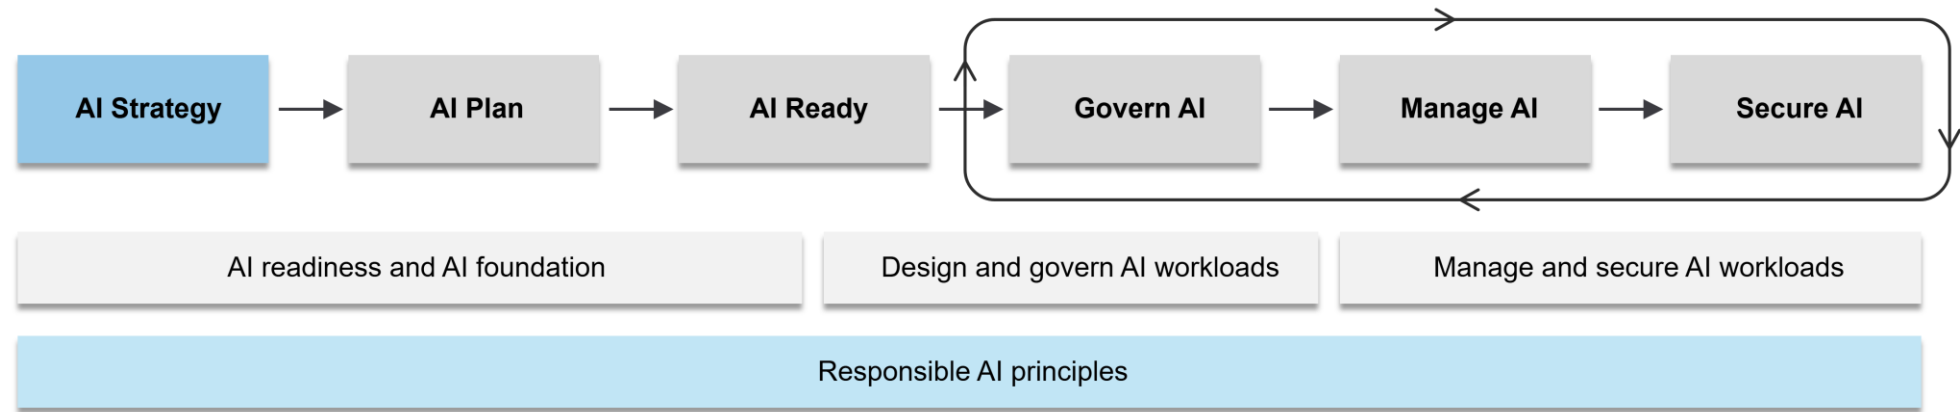 AI Strategy
AI Plan
AI Ready
Govern AI
Manage AI
Secure AI
AI readiness and AI foundation
Design and govern AI workloads
Manage and secure AI workloads
Responsible AI principles